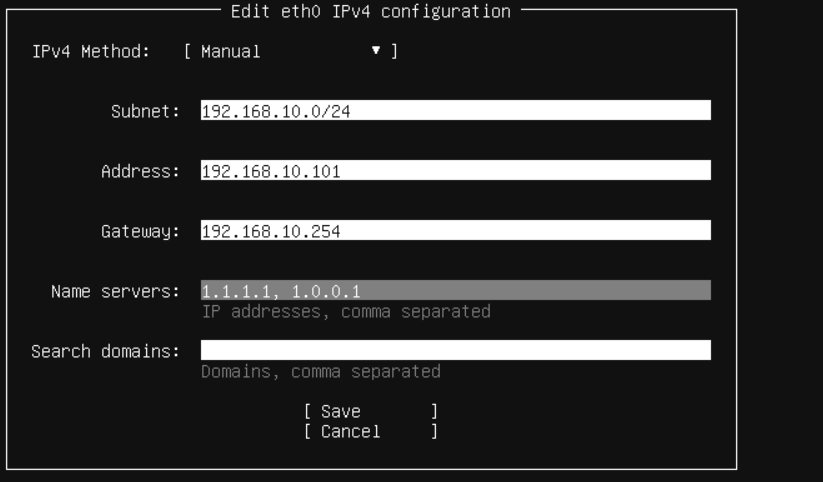 Edit eth0 IPv4 configuration
IPv4 Method: [ Manual ▼ ]
Subnet: 192.168.10.0/24
Address: 192.168.10.101
Gateway: 192.168.10.254
Name servers: 1.1.1.1, 1.0.0.1
IP addresses, comma separated
Search domains:
Domains, comma separated
[ Save ]
[ Cancel ]